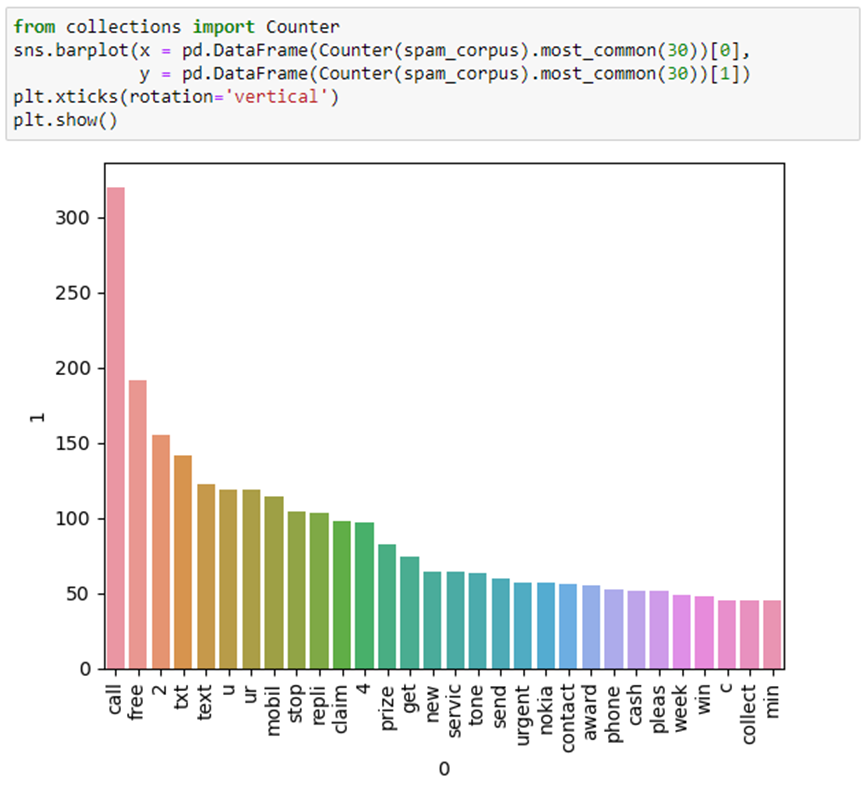 from collections import Counter
sns.barplot(x = pd.DataFrame(Counter(spam_corpus).most_common(30))[0],
            y = pd.DataFrame(Counter(spam_corpus).most_common(30))[1])
plt.xticks(rotation='vertical')
plt.show()
300
250
200
150
100
50
0
1
call
free
2
txt
text
u
ur
mobil
stop
repli
claim
4
prize
get
new
servic
tone
send
urgent
nokia
contact
award
phone
cash
pleas
week
win
c
collect
min
0